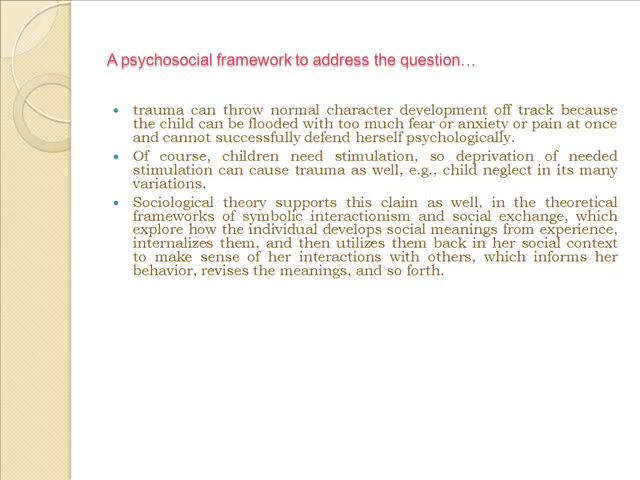 A psychosocial framework to address the question…
• trauma can throw normal character development off track because
the child can be flooded with too much fear or anxiety or pain at once
and cannot successfully defend herself psychologically.
• Of course, children need stimulation, so deprivation of needed
stimulation can cause trauma as well, e.g., child neglect in its many
variations.
• Sociological theory supports this claim as well, in the theoretical
frameworks of symbolic interactionism and social exchange, which
explore how the individual develops social meanings from experience,
internalizes them, and then utilizes them back in her social context
to make sense of her interactions with others, which informs her
behavior, revises the meanings, and so forth.